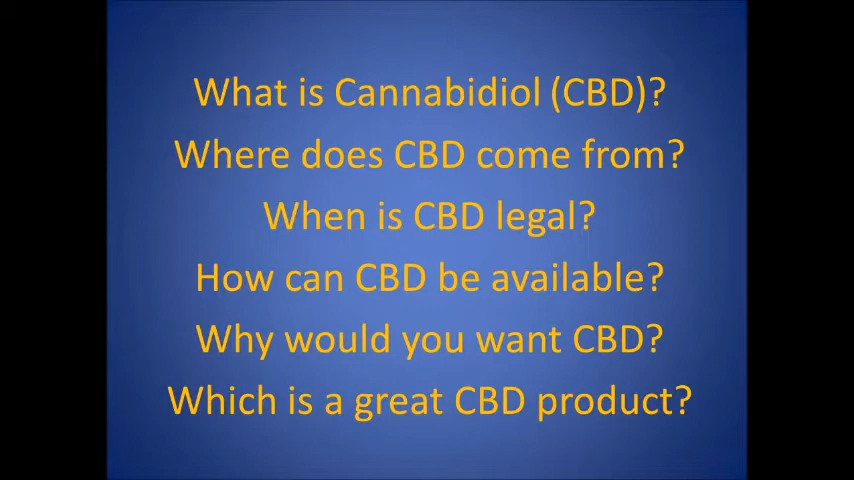 What is Cannabidiol (CBD)?
Where does CBD come from?
When is CBD legal?
How can CBD be available?
Why would you want CBD?
Which is a great CBD product?